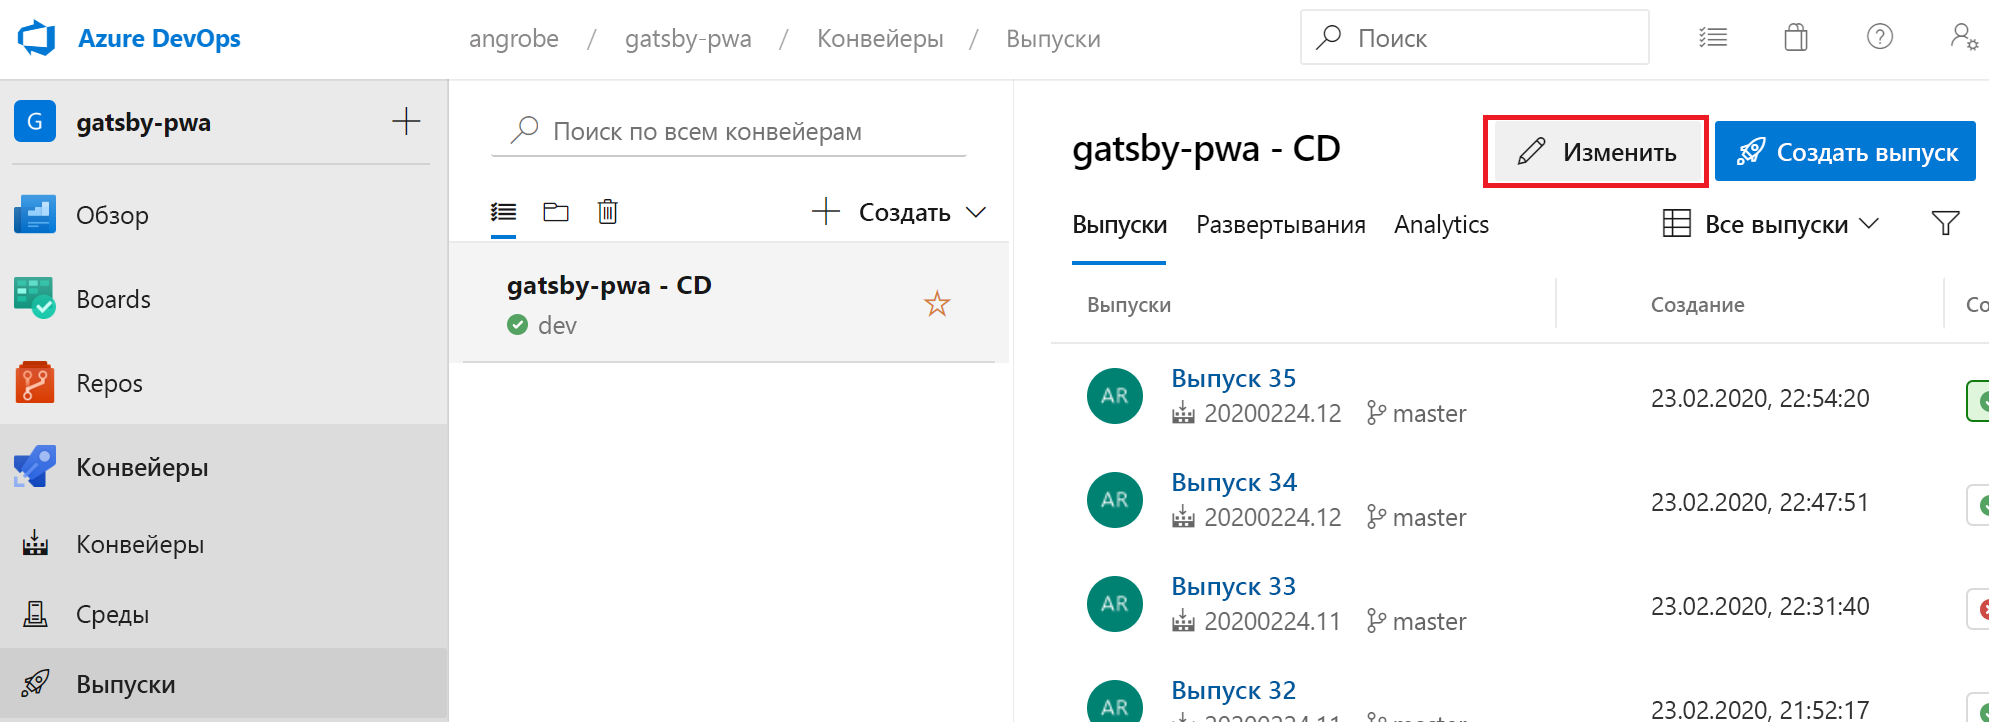 Azure DevOps
angrobe / gatsby-pwa / Конвейеры / Выпуски
Поиск
G gatsby-pwa
Обзор
Boards
Repos
Конвейеры
Конвейеры
Среды
Выпуски
Поиск по всем конвейерам
Создать
gatsby-pwa - CD
dev
gatsby-pwa - CD
Изменить
Создать выпуск
Выпуски Развертывания Analytics Все выпуски
Выпуски Создание Со
AR Выпуск 35
20200224.12 master 23.02.2020, 22:54:20
AR Выпуск 34
20200224.12 master 23.02.2020, 22:47:51
AR Выпуск 33
20200224.11 master 23.02.2020, 22:31:40
AR Выпуск 32
20200224.11 master 23.02.2020, 21:52:17